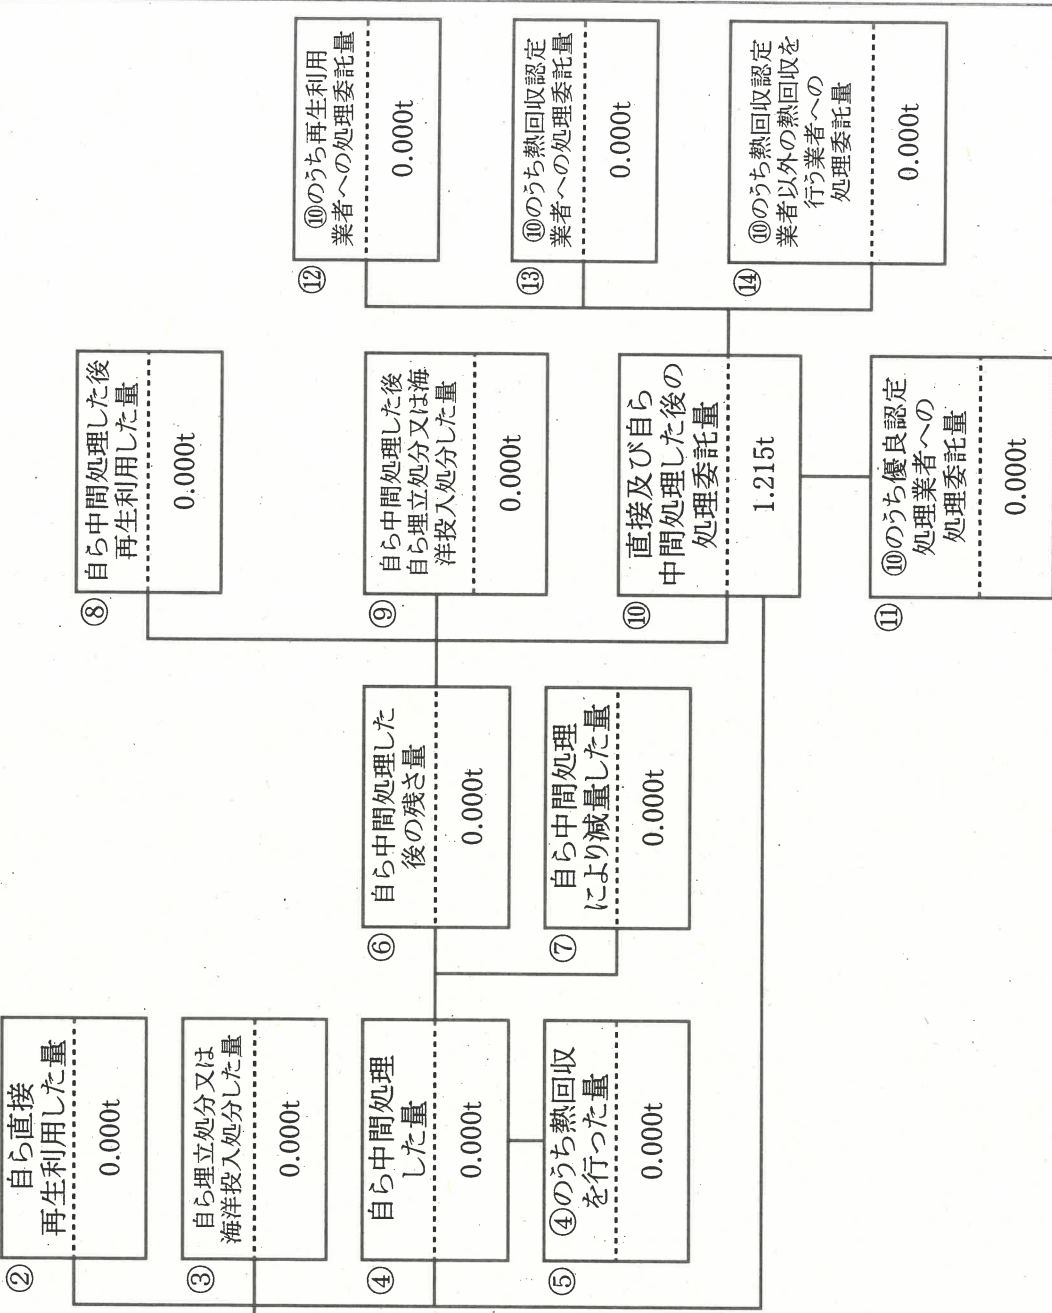 ②
自ら直接
再生利用した量
0.000t
③
自ら埋立処分又は
海洋投入処分した量
0.000t
④
自ら中間処理
した量
0.000t
⑤
④のうち熱回収
を行った量
0.000t
⑥
自ら中間処理した
後の残さ量
0.000t
⑦
自ら中間処理
により減量した量
0.000t
⑧
自ら中間処理した後
再生利用した量
0.000t
⑨
自ら中間処理した後
自ら埋立処分又は海
洋投入処分した量
0.000t
⑩
直接及び自ら
中間処理した後の
処理委託量
1.215t
⑪
⑩のうち優良認定
処理業者への
処理委託量
0.000t
⑫
⑩のうち再生利用
業者への処理委託量
0.000t
⑬
⑩のうち熱回収認定
業者への処理委託量
0.000t
⑭
⑩のうち熱回収認定
業者以外の熱回収を
行う業者への
処理委託量
0.000t